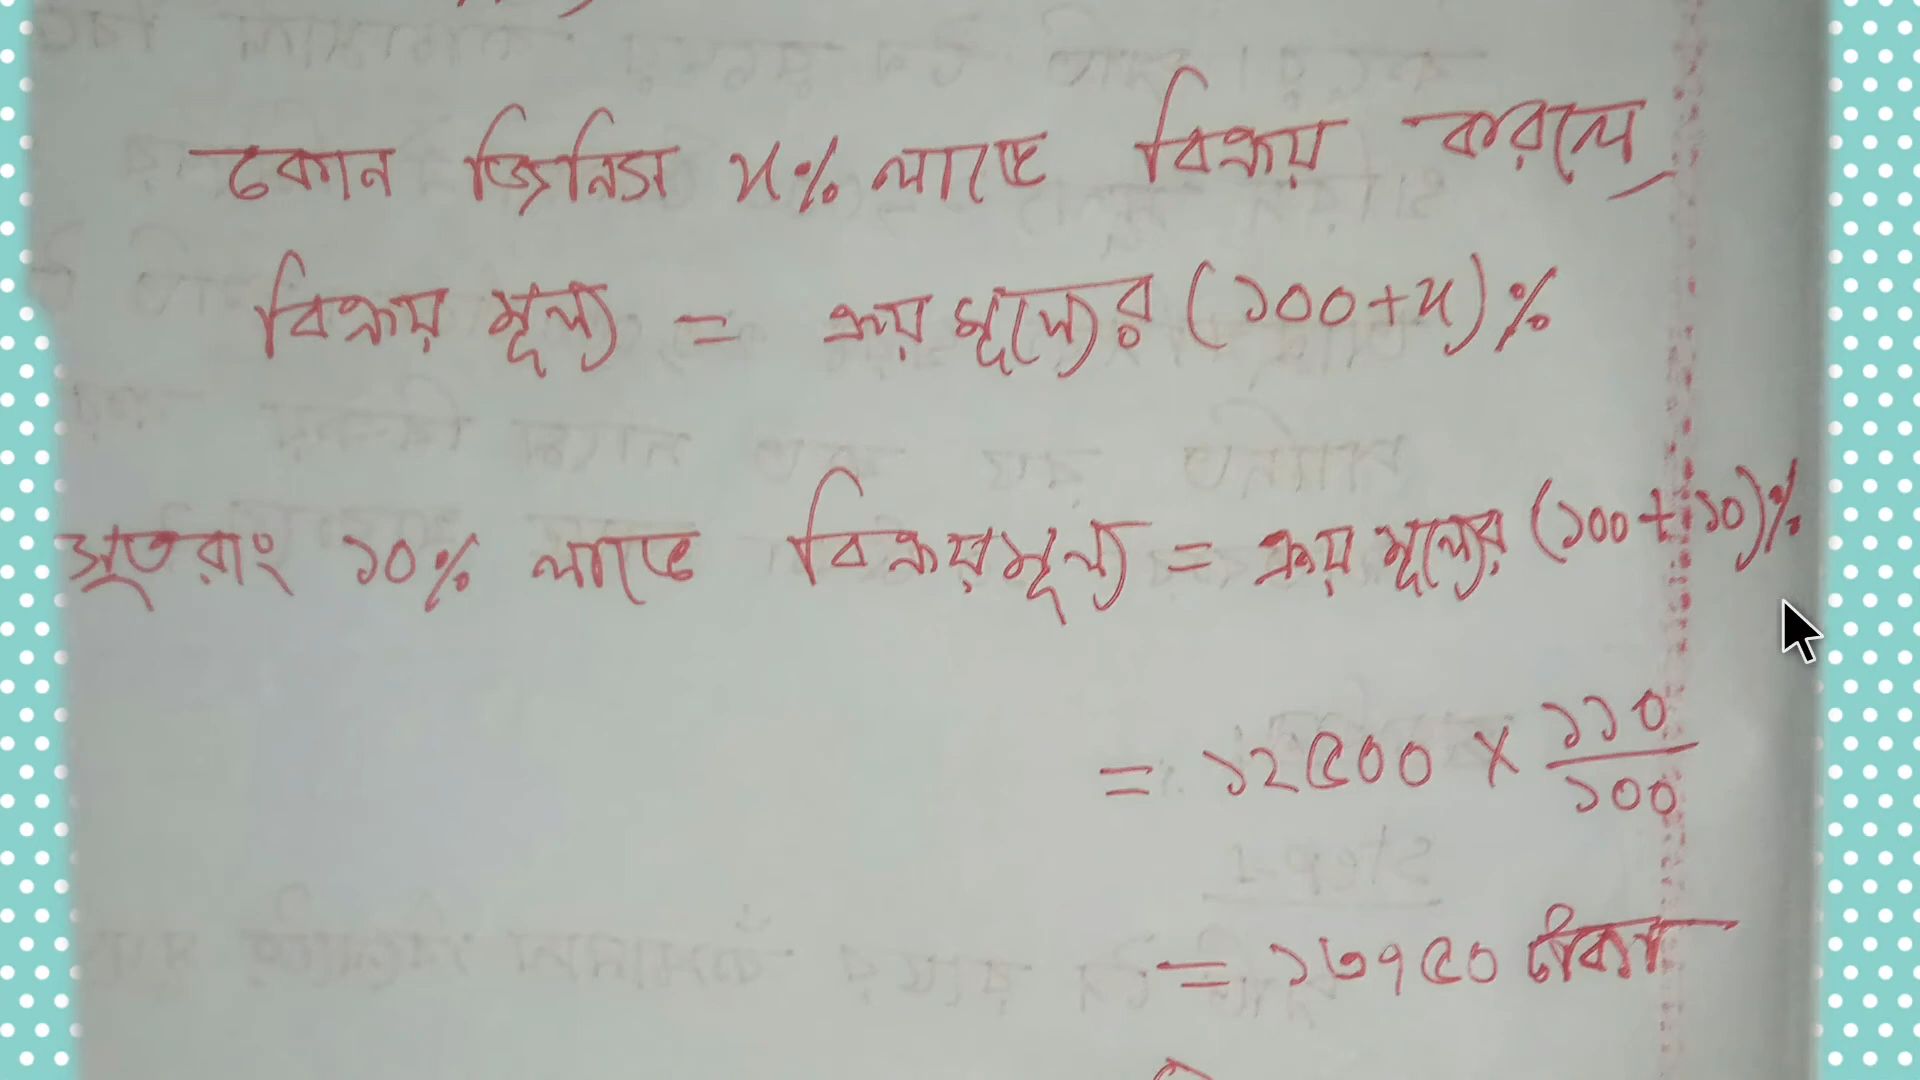 কোন জিনিস x% লাভে বিক্রয় করলে
বিক্রয় মূল্য = ক্রয় মূল্যের (১০০+x)%
সুতরাং ১০% লাভে বিক্রয়মূল্য = ক্রয় মূল্যের (১০০+১০)%
= ১২৫০০ × ১১০/১০০
= ১৩৭৫০ টাকা